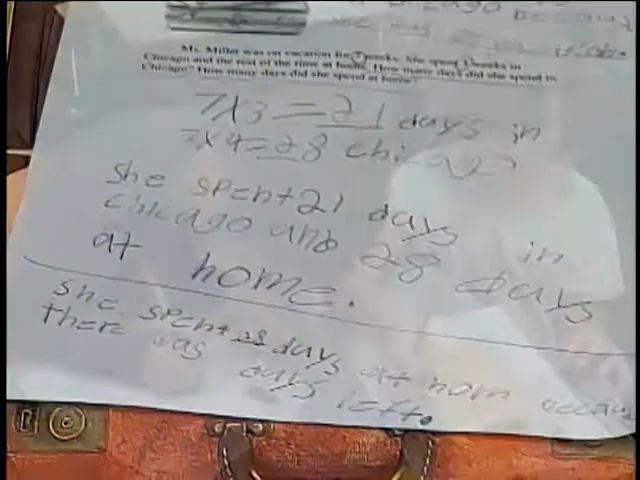 Ms. Miller was on vacation for 7 weeks. She spent 3 weeks in
Chicago and the rest of the time at home. How many days did she spend in
Chicago? How many days did she spend at home?
7x3=21 days in
7x4=28 chi
she spent 21 days in
chicago and 28 days
at home.
she spent 28 days at hom becaus
there was days left.